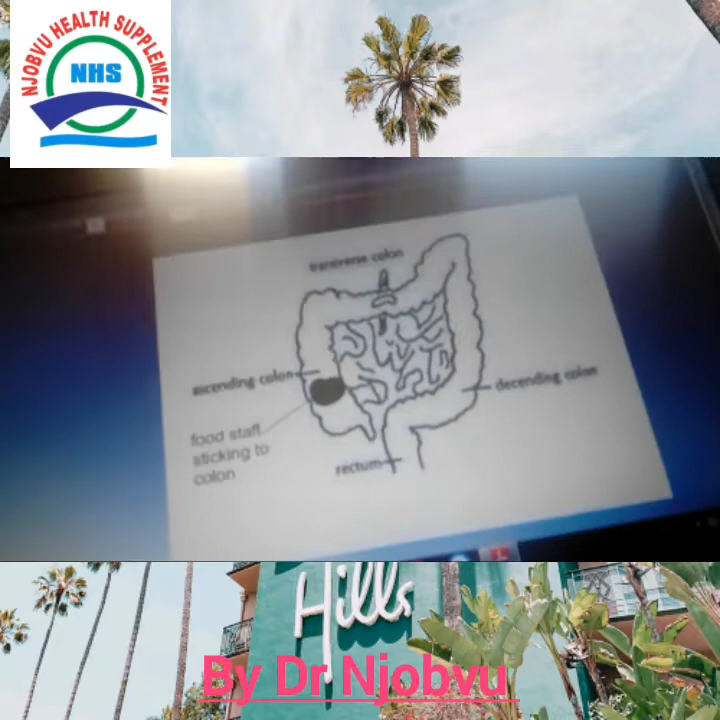 NJOBVU HEALTH SUPPLEMENT
NHS
transverse colon
ascending colon
decending colon
food staff
sticking to
colon
rectum
Hills
By Dr Njobvu